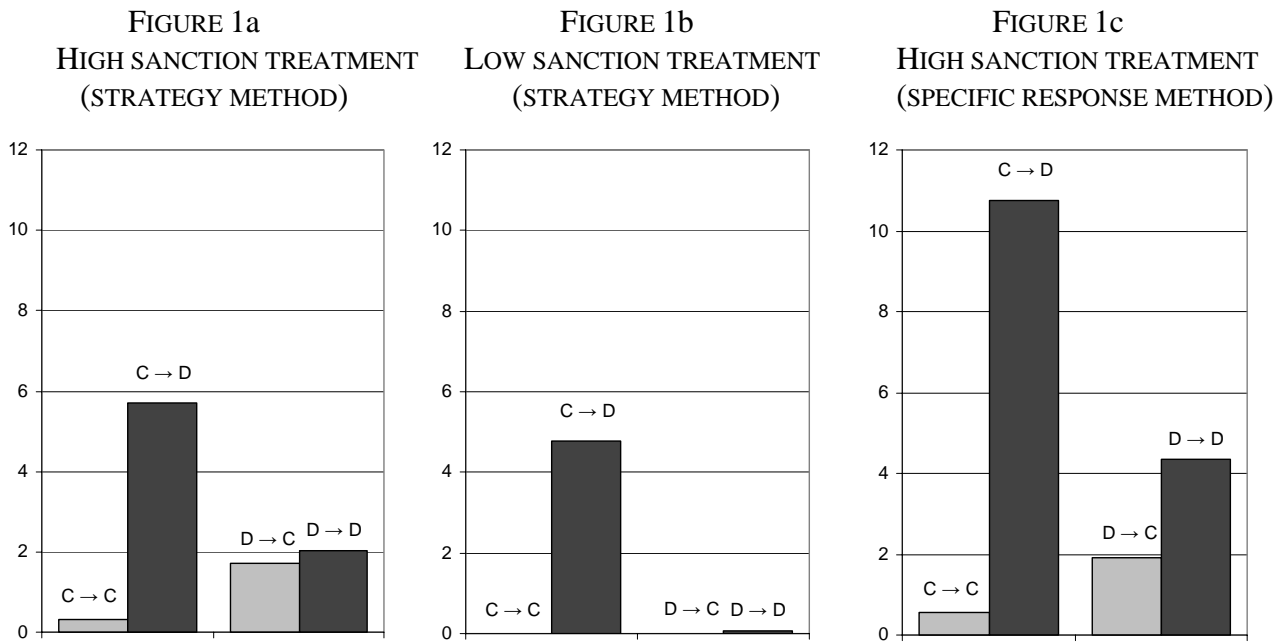 FIGURE 1a
HIGH SANCTION TREATMENT
(STRATEGY METHOD)
12
10
8
6
4
2
0
C → C
C → D
D → C
D → D
FIGURE 1b
LOW SANCTION TREATMENT
(STRATEGY METHOD)
12
10
8
6
4
2
0
C → C
C → D
D → C
D → D
FIGURE 1c
HIGH SANCTION TREATMENT
(SPECIFIC RESPONSE METHOD)
12
10
8
6
4
2
0
C → C
C → D
D → C
D → D